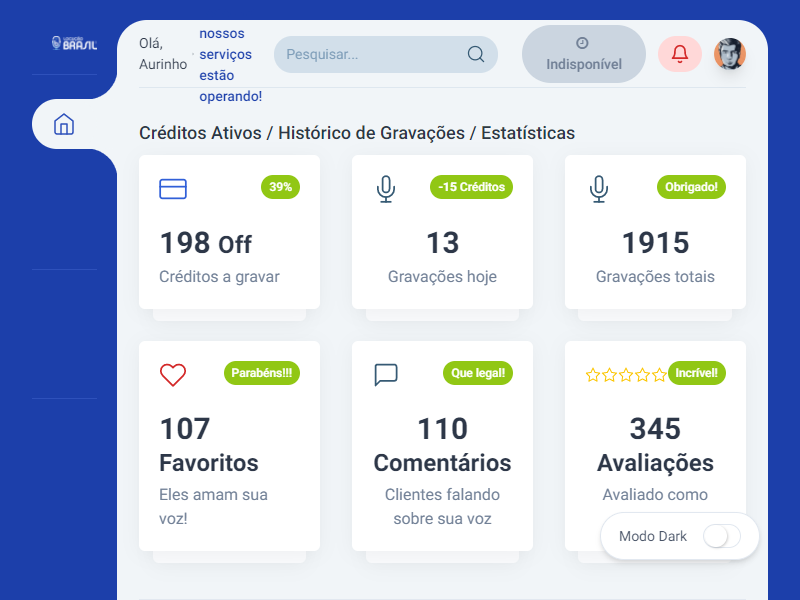 BRASIL
Olá,
Aurinho
nossos
serviços
estão
operando!
Pesquisar...
Indisponível
Créditos Ativos / Histórico de Gravações / Estatísticas
39%
198 Off
Créditos a gravar
-15 Créditos
13
Gravações hoje
Obrigado!
1915
Gravações totais
Parabéns!!!
107
Favoritos
Eles amam sua
voz!
Que legal!
110
Comentários
Clientes falando
sobre sua voz
Incrível!
345
Avaliações
Avaliado como
Modo Dark